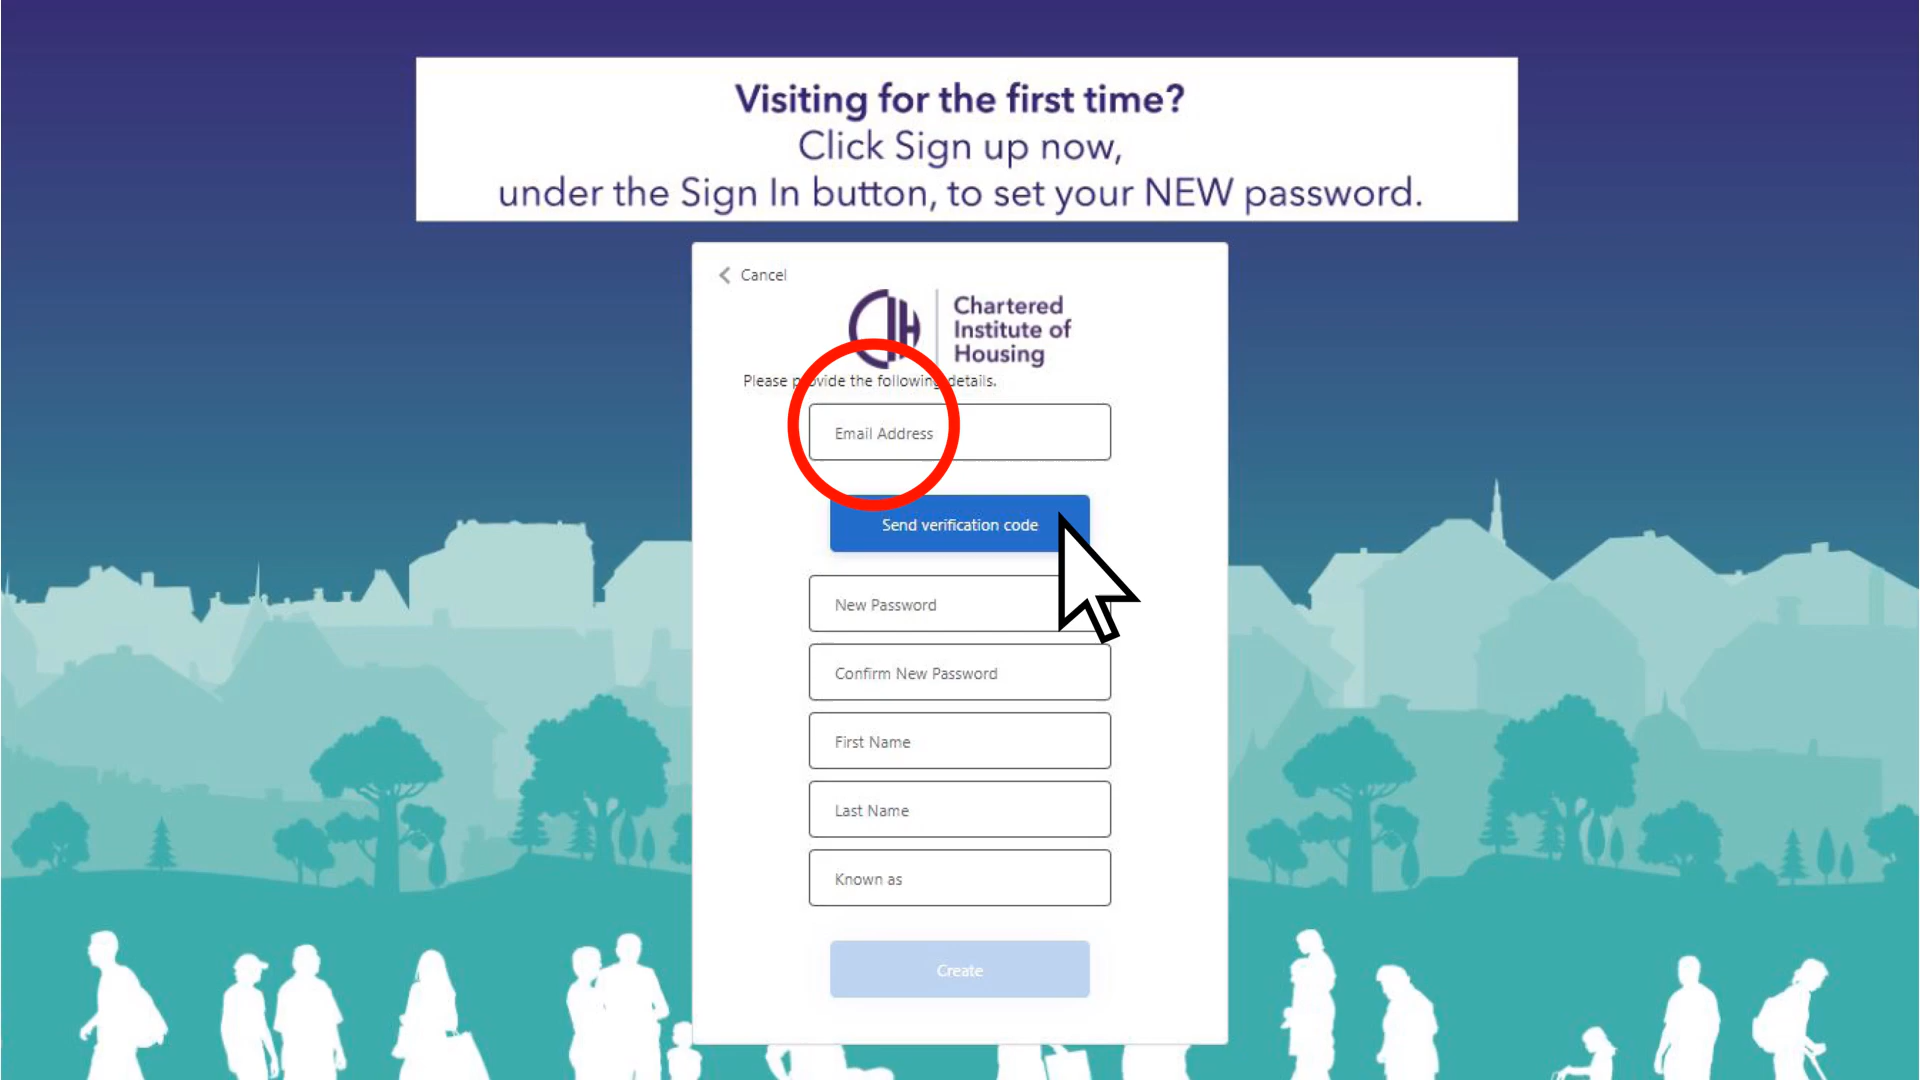 Visiting for the first time?
Click Sign up now,
under the Sign In button, to set your NEW password.
Cancel
Chartered
Institute of
Housing
Please provide the following details.
Email Address
Send verification code
New Password
Confirm New Password
First Name
Last Name
Known as
Create